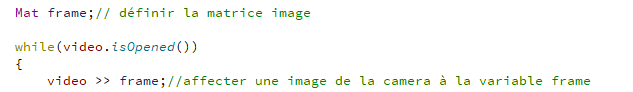 Mat frame;// définir la matrice image
while(video.isOpened())
{
video >> frame;//affecter une image de la camera à la variable frame